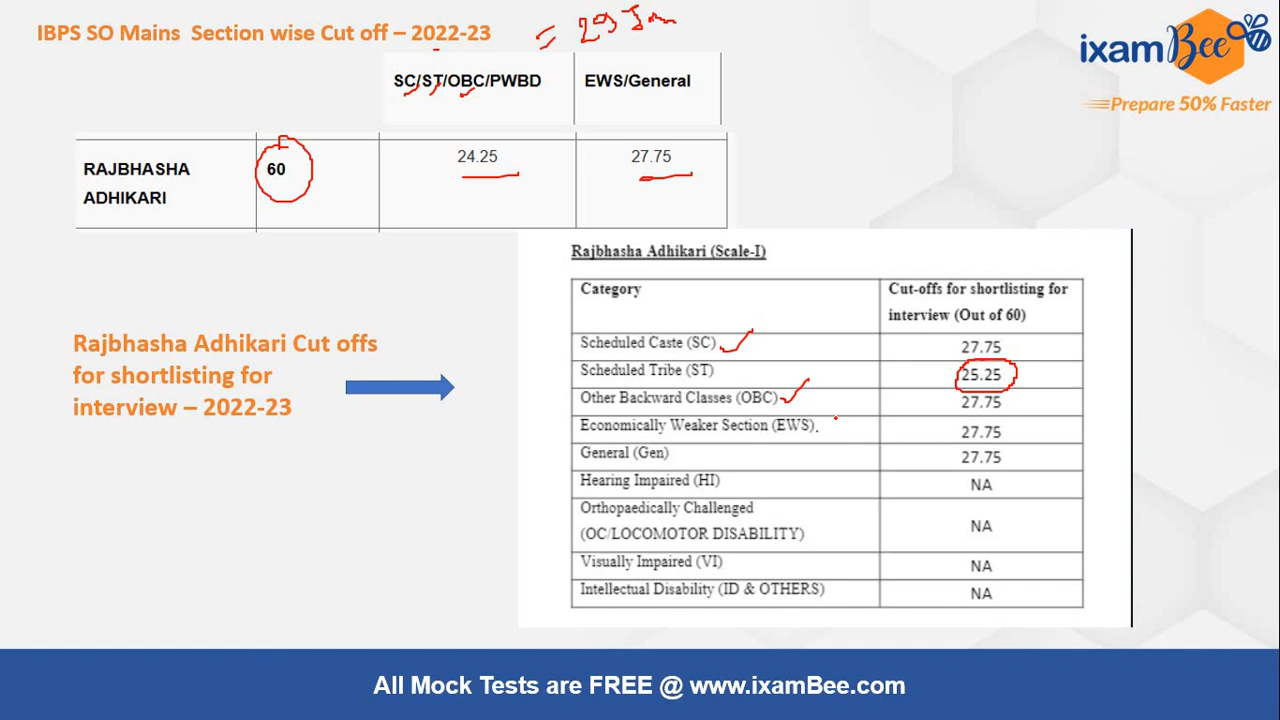 IBPS SO Mains Section wise Cut off – 2022-23
= 29 Jan
ixamBee
Prepare 50% Faster
SC/ST/OBC/PWBD EWS/General
RAJBHASHA ADHIKARI 60 24.25 27.75
Rajbhasha Adhikari Cut offs
for shortlisting for
interview – 2022-23
Rajbhasha Adhikari (Scale-I)
Category Cut-offs for shortlisting for interview (Out of 60)
Scheduled Caste (SC) 27.75
Scheduled Tribe (ST) 25.25
Other Backward Classes (OBC) 27.75
Economically Weaker Section (EWS). 27.75
General (Gen) 27.75
Hearing Impaired (HI) NA
Orthopaedically Challenged (OC/LOCOMOTOR DISABILITY) NA
Visually Impaired (VI) NA
Intellectual Disability (ID & OTHERS) NA
All Mock Tests are FREE @ www.ixamBee.com